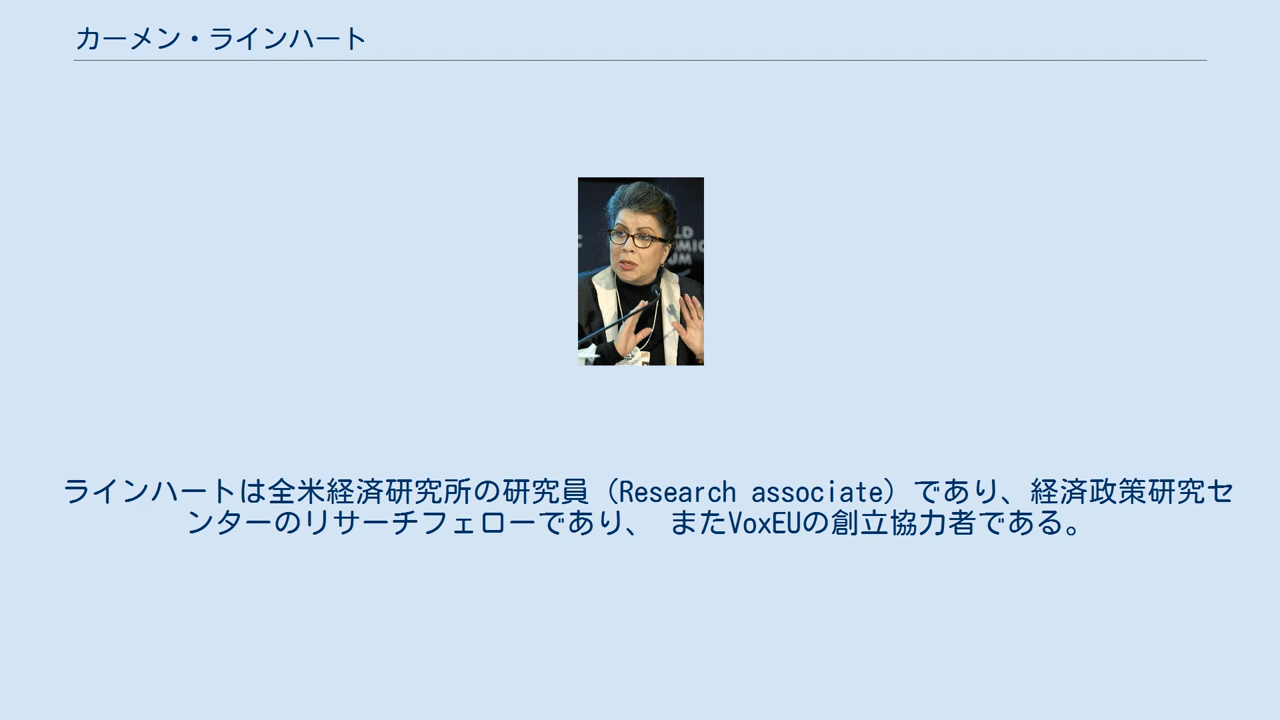 カーメン・ラインハート
LD
OMIC
UM
ラインハートは全米経済研究所の研究員（Research associate）であり、経済政策研究セ
ンターのリサーチフェローであり、 またVoxEUの創立協力者である。